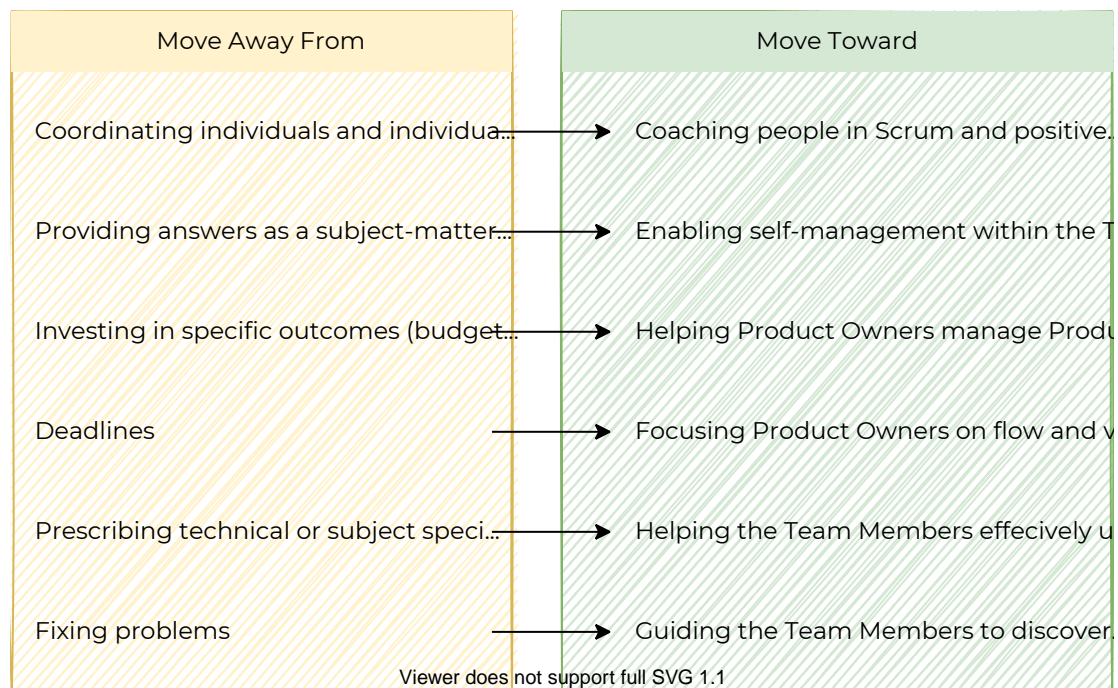 Move Away From
Move Toward
Coordinating individuals and individua...
Coaching people in Scrum and positive...
Providing answers as a subject-matter...
Enabling self-management within the T
Investing in specific outcomes (budget...
Helping Product Owners manage Produ
Deadlines
Focusing Product Owners on flow and v
Prescribing technical or subject speci...
Helping the Team Members effecively u
Fixing problems
Guiding the Team Members to discover.
Viewer does not support full SVG 1.1